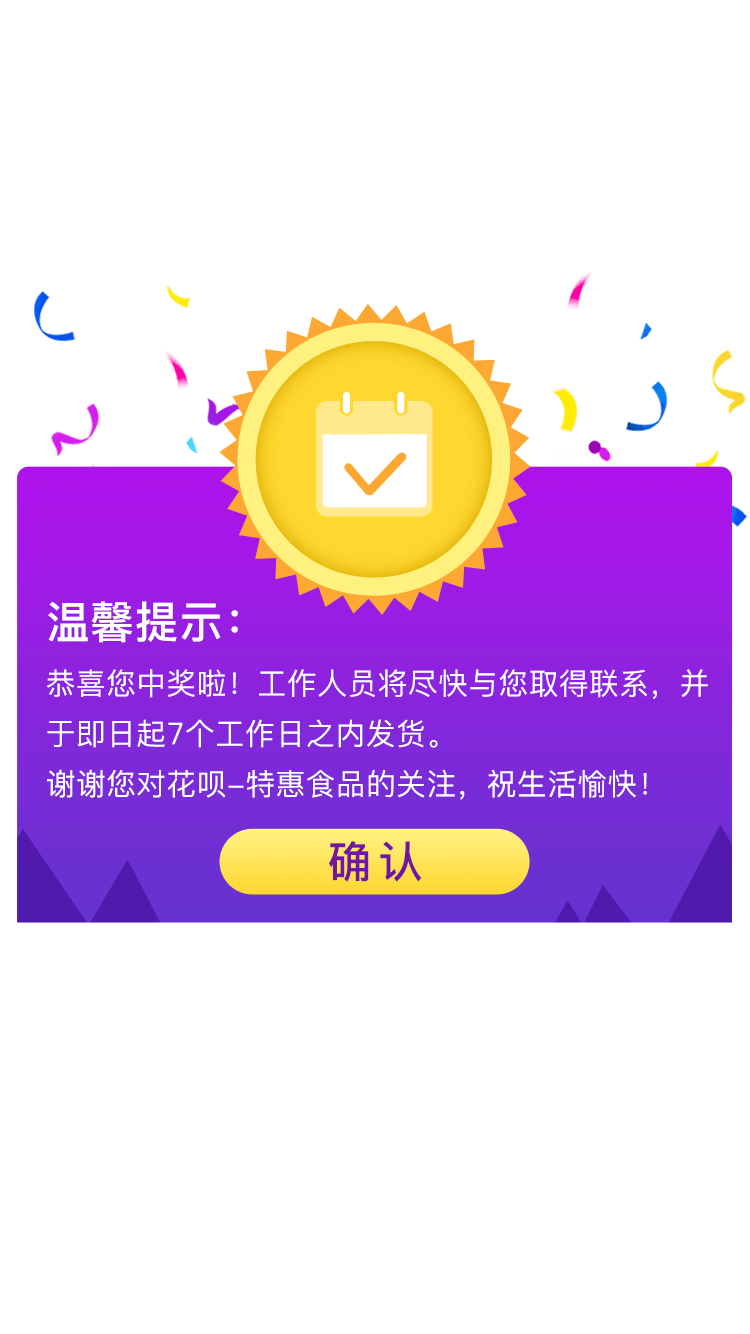 温馨提示：
恭喜您中奖啦！工作人员将尽快与您取得联系，并
于即日起7个工作日之内发货。
谢谢您对花呗–特惠食品的关注，祝生活愉快！
确认